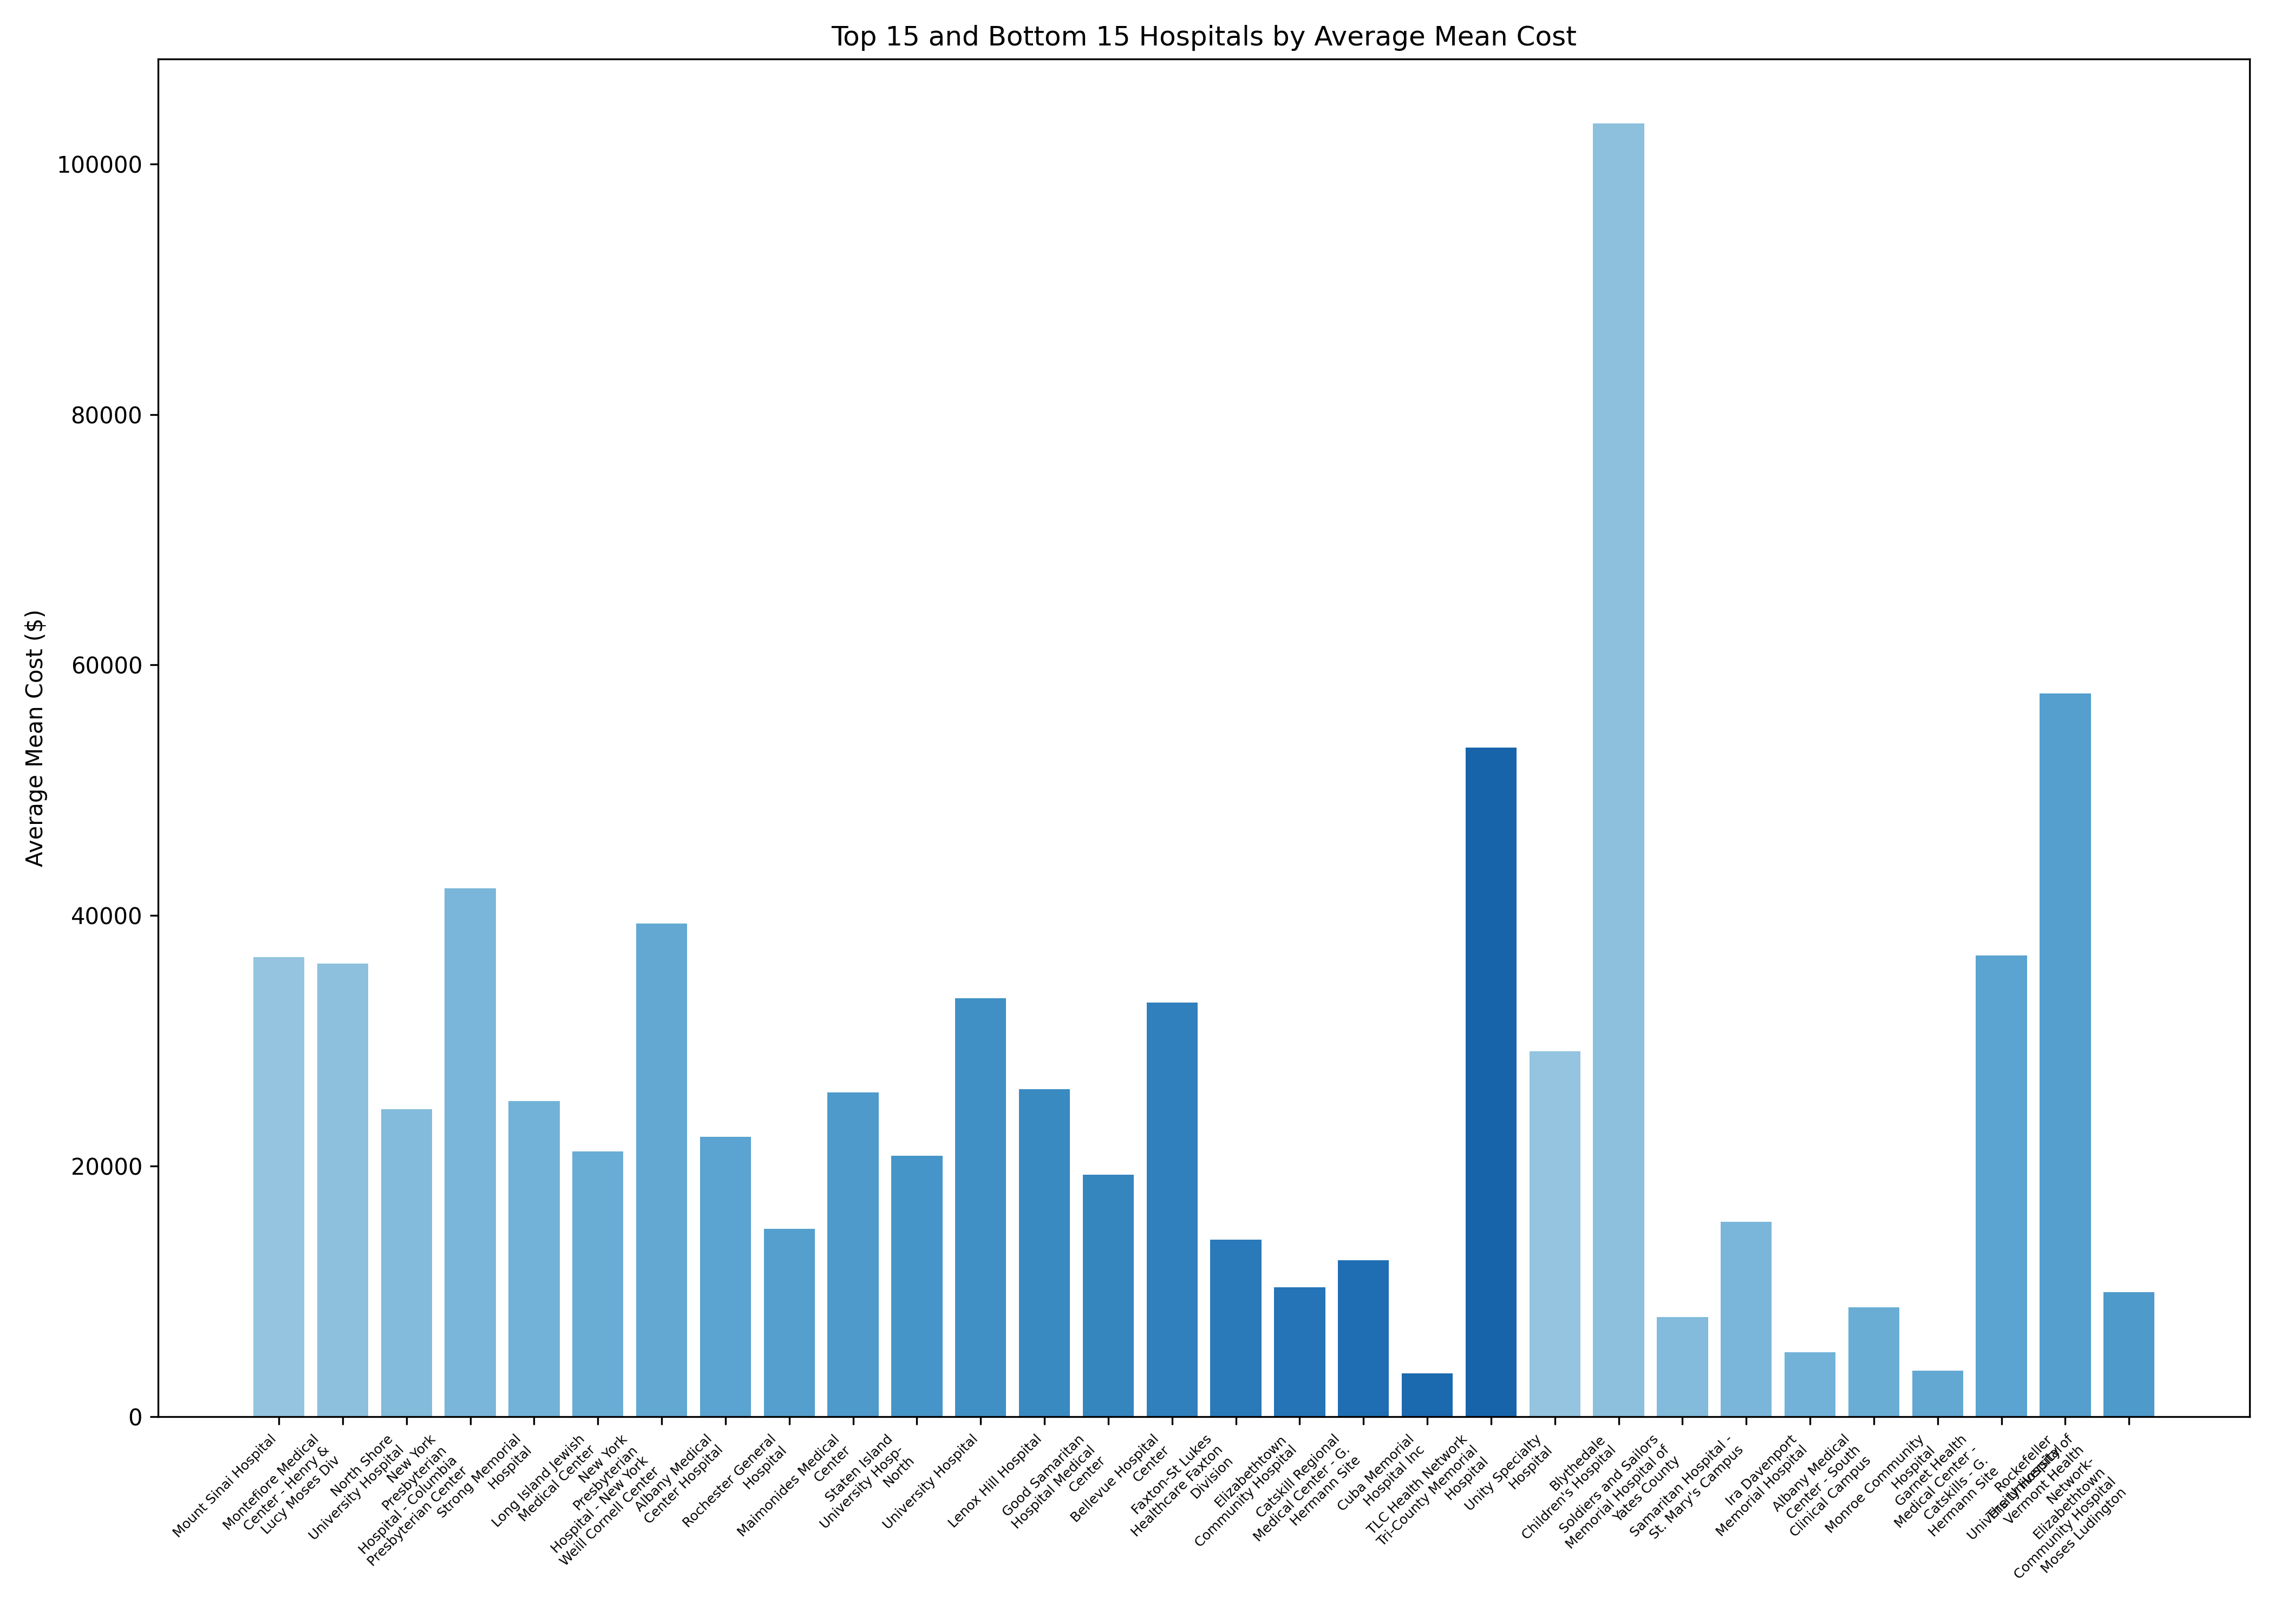 Top 15 and Bottom 15 Hospitals by Average Mean Cost
Average Mean Cost ($)
100000
80000
60000
40000
20000
0
Mount Sinai Hospital
Montefiore Medical
Center - Henry &
Lucy Moses Div
North Shore
University Hospital
New York
Presbyterian
Hospital - Columbia
Presbyterian Center
Strong Memorial
Hospital
Long Island Jewish
Medical Center
New York
Presbyterian
Hospital - New York
Weill Cornell Center
Albany Medical
Center Hospital
Rochester General
Hospital
Maimonides Medical
Center
Staten Island
University Hosp-
North
University Hospital
Lenox Hill Hospital
Good Samaritan
Hospital Medical
Center
Bellevue Hospital
Center
Faxton-St Lukes
Healthcare Faxton
Division
Elizabethtown
Community Hospital
Catskill Regional
Medical Center - G.
Hermann Site
Cuba Memorial
Hospital Inc
TLC Health Network
Tri-County Memorial
Hospital
Unity Specialty
Hospital
Blythedale
Children's Hospital
Soldiers and Sailors
Memorial Hospital of
Yates County
Samaritan Hospital -
St. Mary's Campus
Ira Davenport
Memorial Hospital
Albany Medical
Center - South
Clinical Campus
Monroe Community
Hospital
Garnet Health
Medical Center -
Catskills - G.
Hermann Site
Rockefeller
University Hospital
The University of
Vermont Health
Network-
Elizabethtown
Community Hospital
Moses Ludington